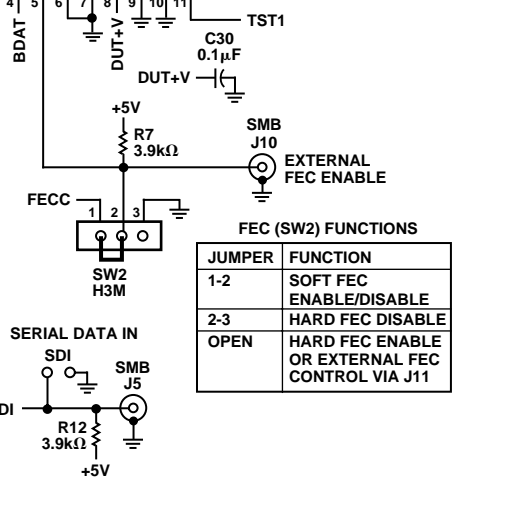 4 5 6 7 8 9 10 11
TST1
BDAT
DUT+V
C30
0.1µF
DUT+V
+5V
R7
3.9kΩ
SMB
J10
EXTERNAL
FEC ENABLE
FECC
1 2 3
SW2
H3M
FEC (SW2) FUNCTIONS
JUMPER FUNCTION
1-2 SOFT FEC
ENABLE/DISABLE
2-3 HARD FEC DISABLE
OPEN HARD FEC ENABLE
OR EXTERNAL FEC
CONTROL VIA J11
SERIAL DATA IN
SDI
SMB
J5
DI
R12
3.9kΩ
+5V